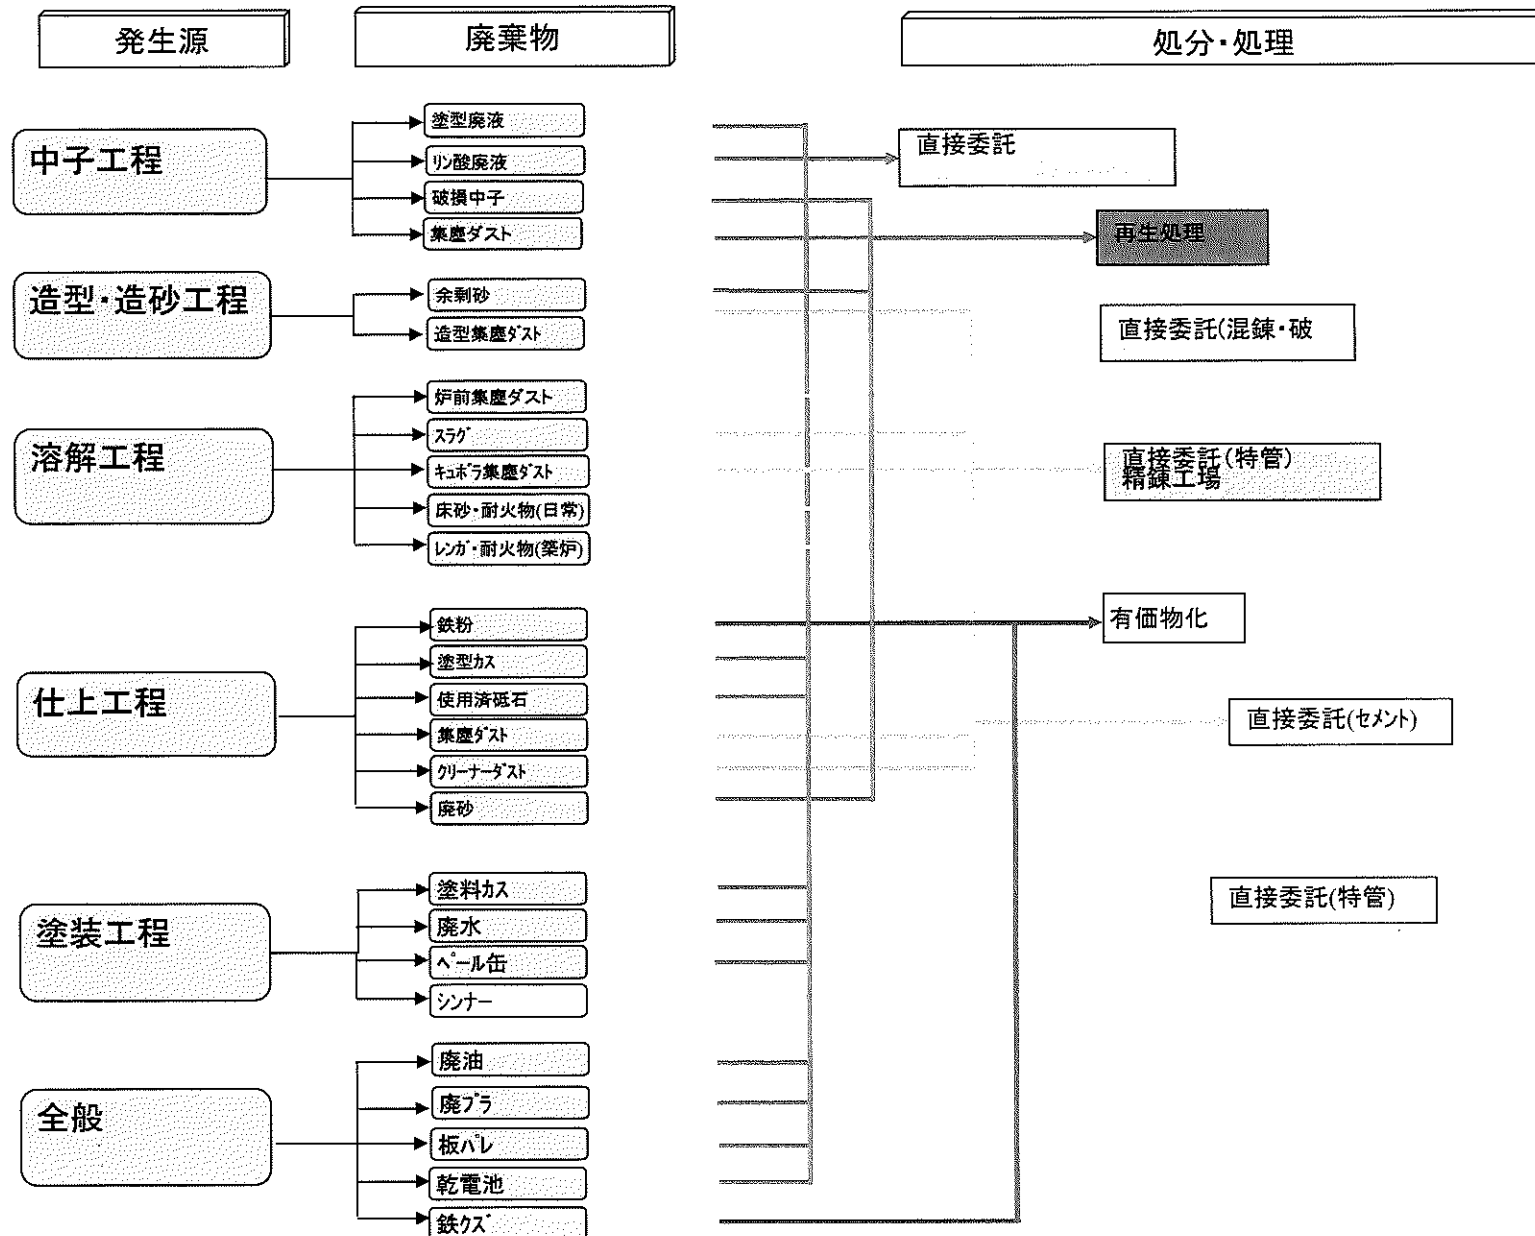 発生源
廃棄物
処分・処理
中子工程
塗型廃液
リン酸廃液
破損中子
集塵ダスト
造型・造砂工程
余剰砂
造型集塵ダスト
溶解工程
炉前集塵ダスト
スラグ
キュポラ集塵ダスト
床砂・耐火物(日常)
レンガ・耐火物(築炉)
仕上工程
鉄粉
塗型カス
使用済砥石
集塵ダスト
クリーナーダスト
廃砂
塗装工程
塗料カス
廃水
ペール缶
シンナー
全般
廃油
廃プラ
板パレ
乾電池
鉄クズ
直接委託
再生処理
直接委託(混錬・破
直接委託(特管)
精錬工場
有価物化
直接委託(セメント)
直接委託(特管)